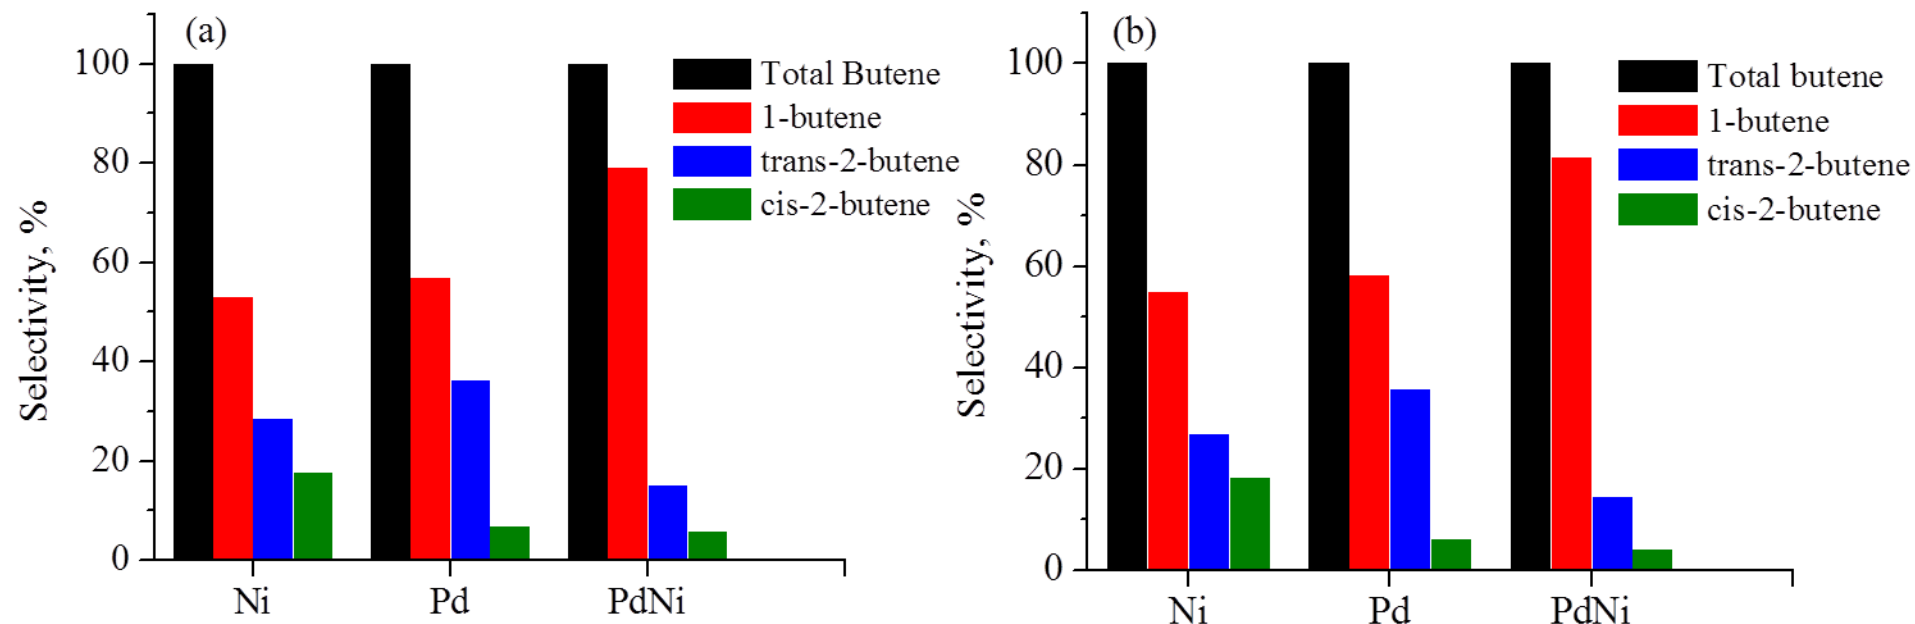 (a)
100
80
60
40
20
0
Selectivity, %
Total Butene
1-butene
trans-2-butene
cis-2-butene
Ni Pd PdNi
(b)
100
80
60
40
20
0
Selectivity, %
Total butene
1-butene
trans-2-butene
cis-2-butene
Ni Pd PdNi